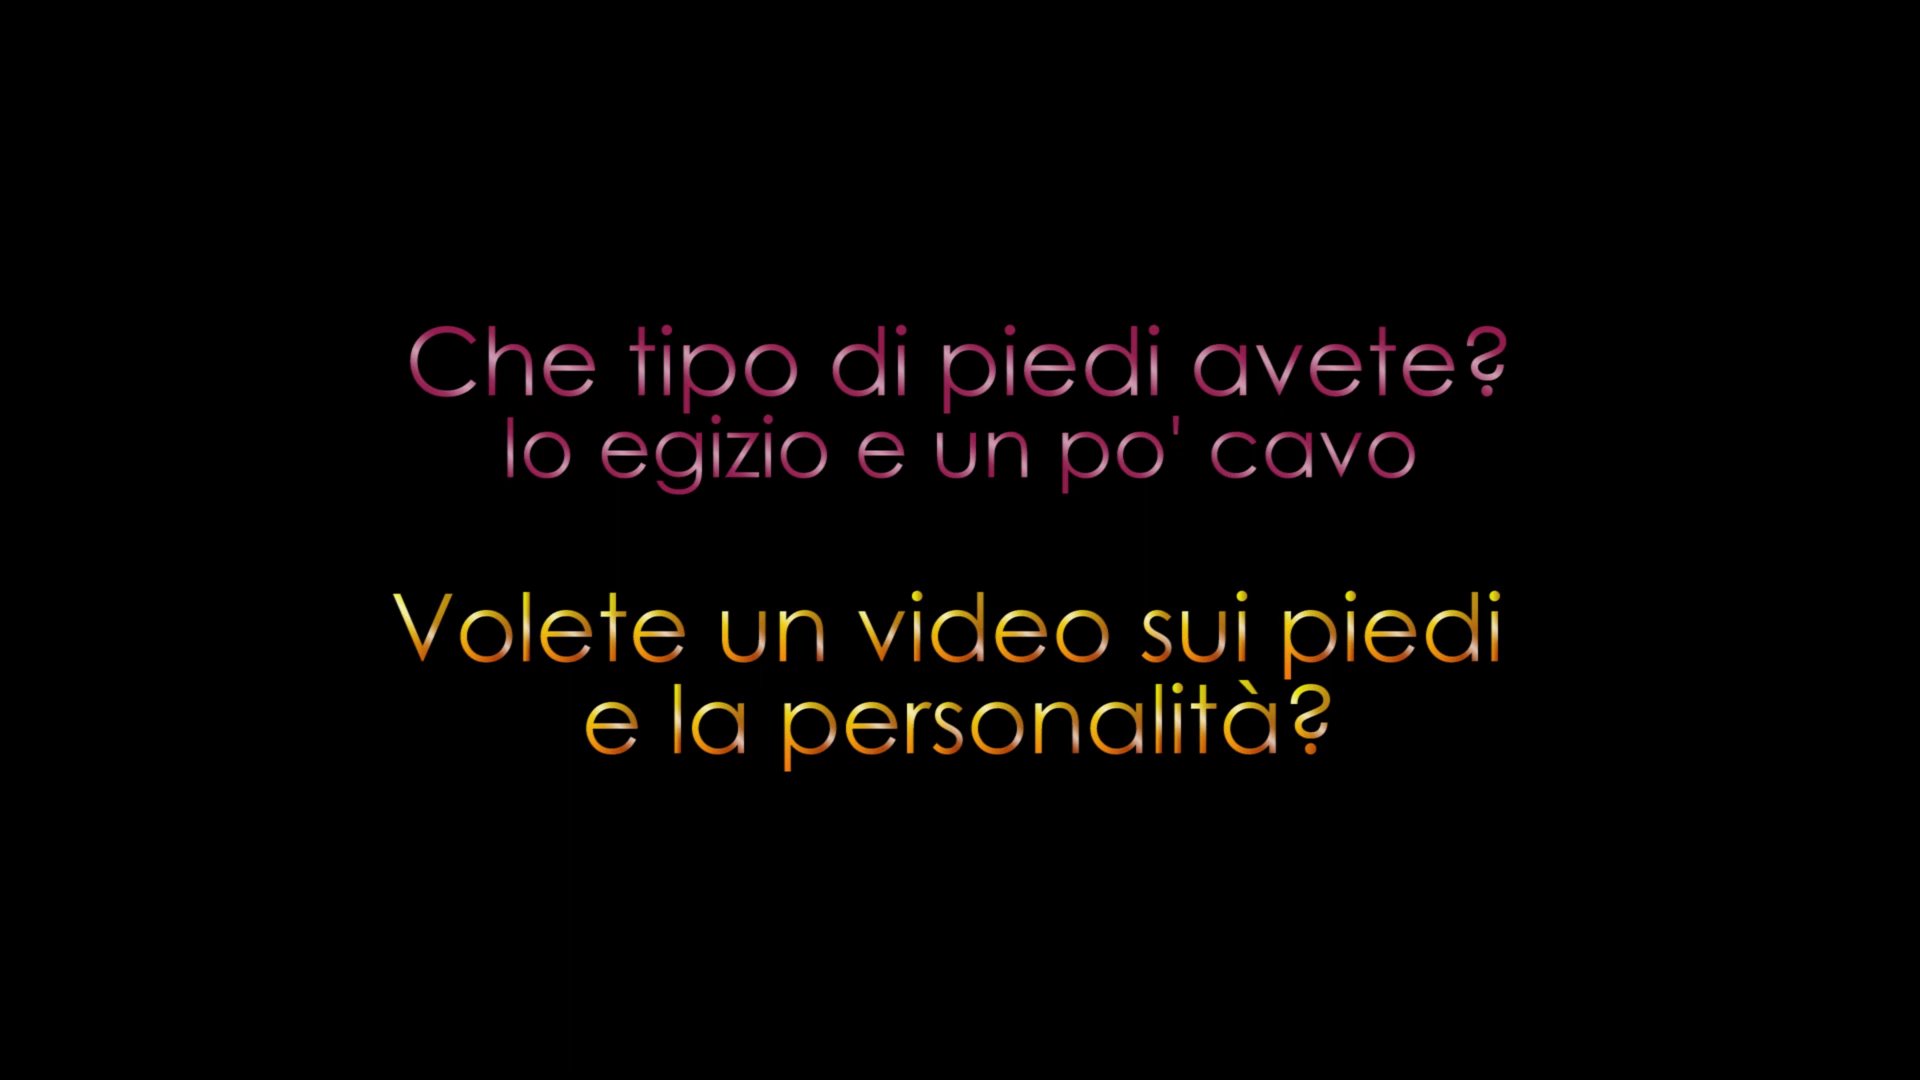 Che tipo di piedi avete?
Io egizio e un po' cavo
Volete un video sui piedi
e la personalità?